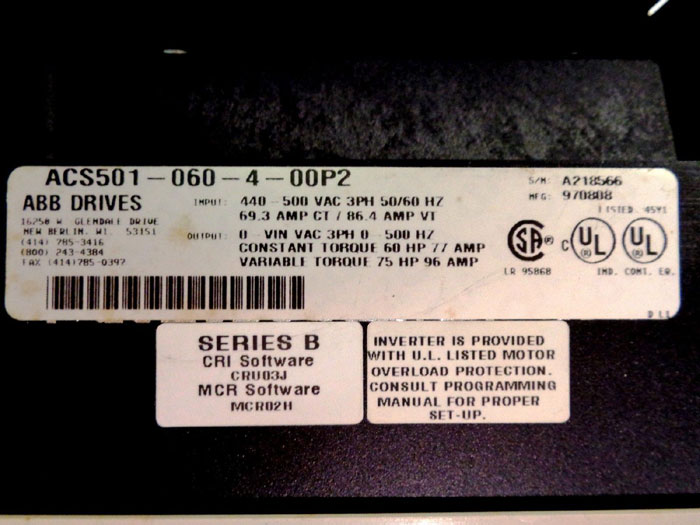 ACS501-060-4-00P2
S/N: A218566
ABB DRIVES
INPUT: 440-500 VAC 3PH 50/60 HZ
MFG: 970808
16250 W GLENDALE DRIVE
69.3 AMP CT / 86.4 AMP VT
LISTED 45Y1
NEW BERLIN. WI. 53151
(414) 785-3416
OUTPUT: 0-VIN VAC 3PH 0-500 HZ
(800) 243-4384
CONSTANT TORQUE 60 HP 77 AMP
FAX (414)785-0397
VARIABLE TORQUE 75 HP 96 AMP
SA ®
C UL ®
UL ®
LR 95868
IND. CONT. EQ.
SERIES B
CRI Software
CRU03J
MCR Software
MCR02H
INVERTER IS PROVIDED
WITH U.L. LISTED MOTOR
OVERLOAD PROTECTION.
CONSULT PROGRAMMING
MANUAL FOR PROPER
SET-UP.